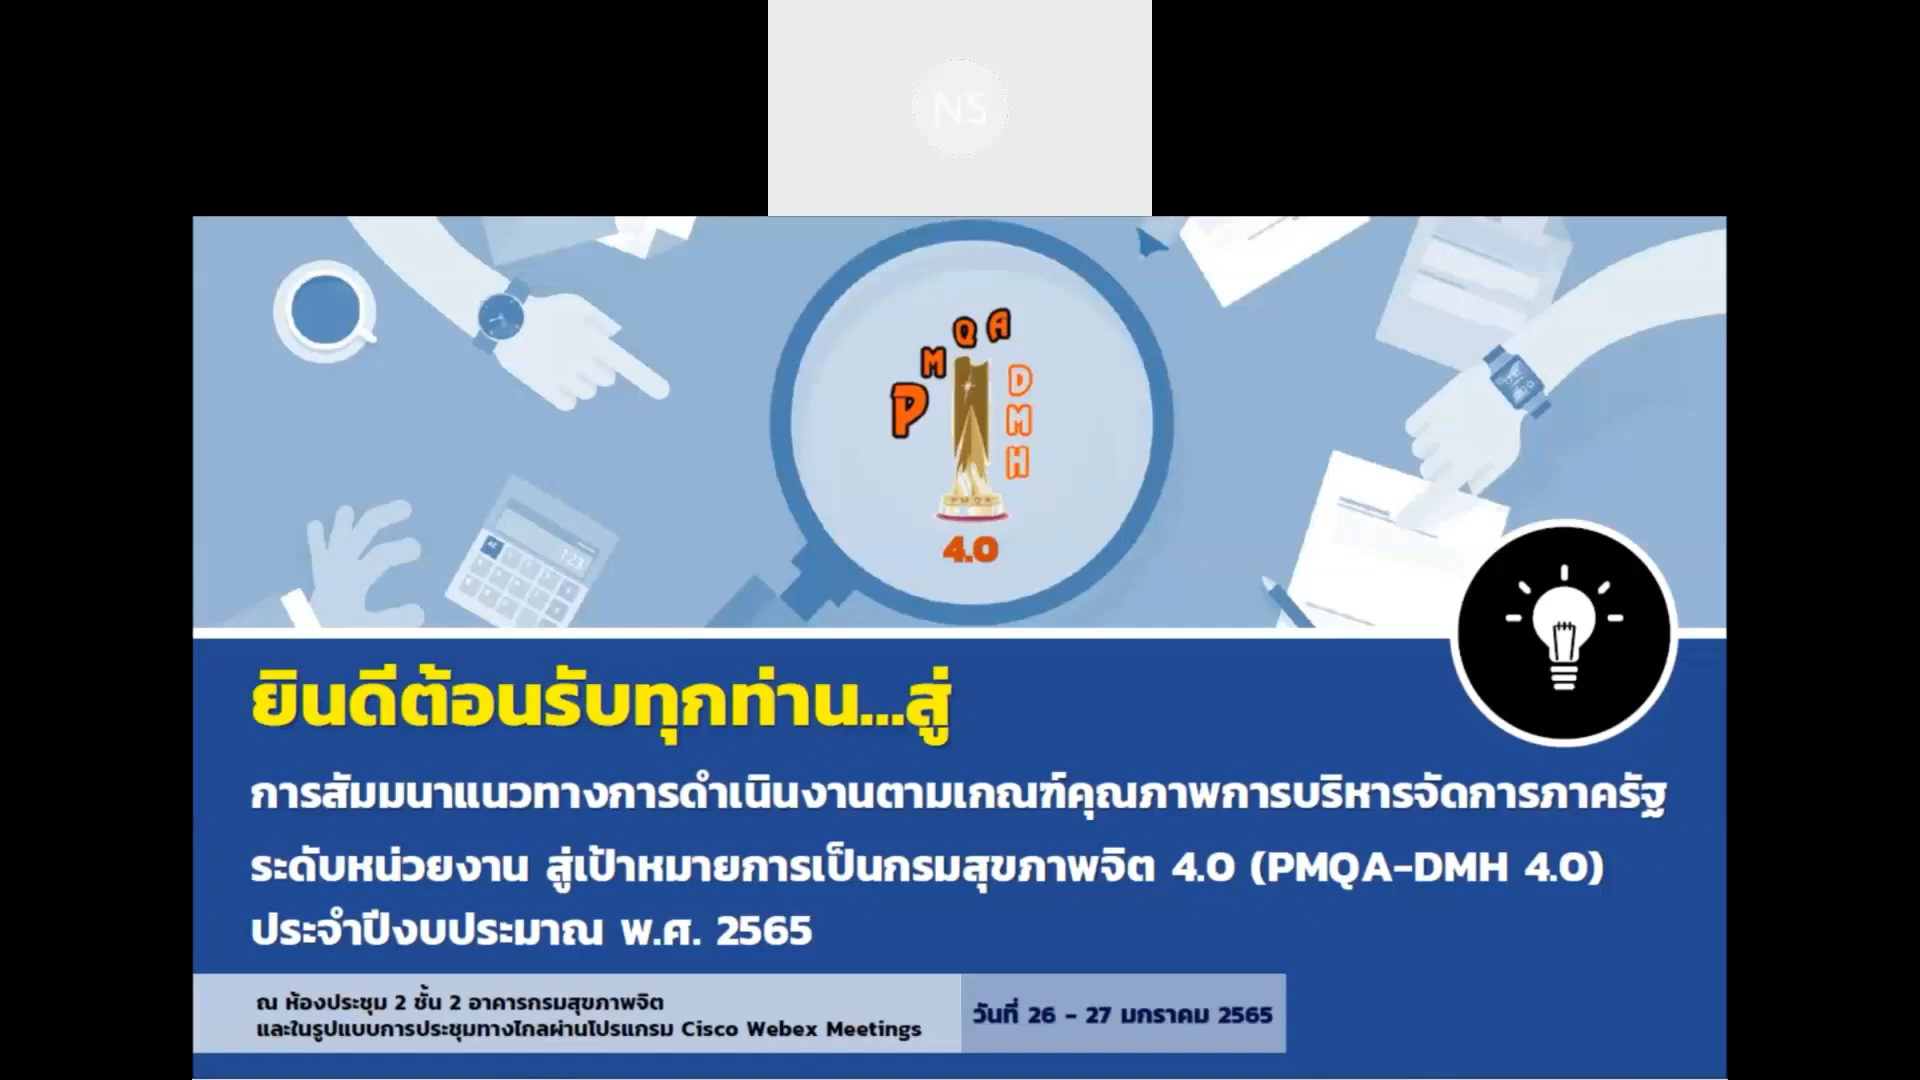 NS
P M Q A
D
M
H
PMQA
4.0
123
ยินดีต้อนรับทุกท่าน...สู่
การสัมมนาแนวทางการดำเนินงานตามเกณฑ์คุณภาพการบริหารจัดการภาครัฐ
ระดับหน่วยงาน สู่เป้าหมายการเป็นกรมสุขภาพจิต 4.0 (PMQA-DMH 4.0)
ประจำปีงบประมาณ พ.ศ. 2565
ณ ห้องประชุม 2 ชั้น 2 อาคารกรมสุขภาพจิต
และในรูปแบบการประชุมทางไกลผ่านโปรแกรม Cisco Webex Meetings
วันที่ 26 - 27 มกราคม 2565